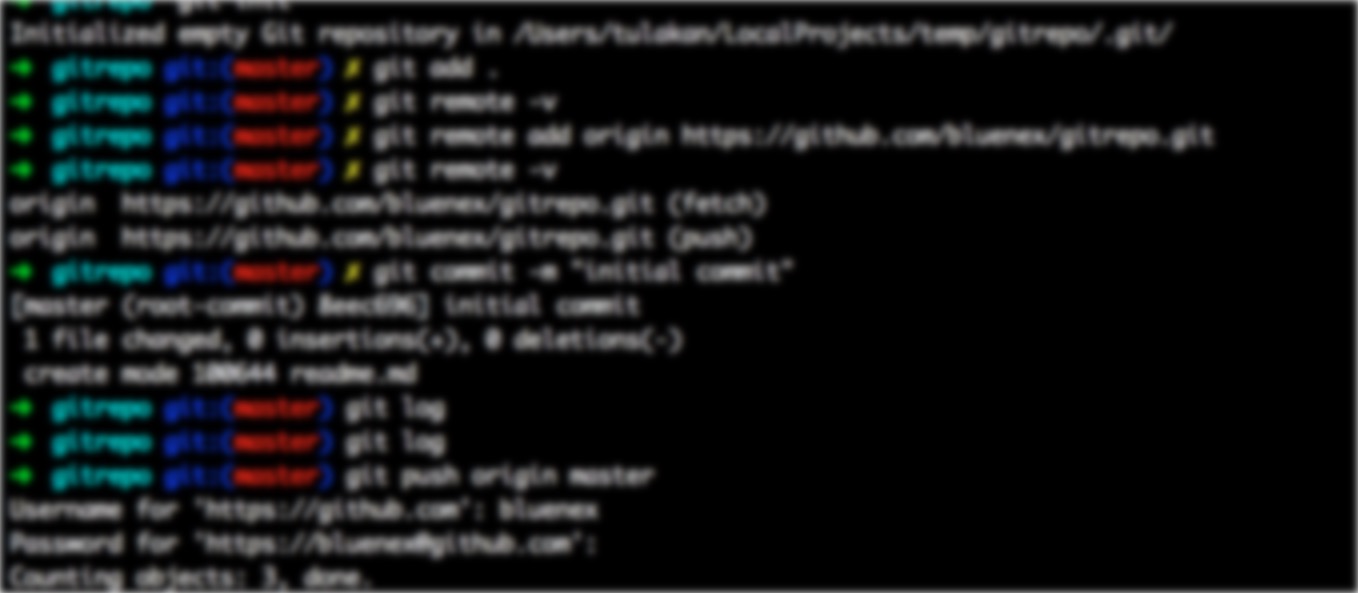 git init
Initialized empty Git repository in /Users/tulakan/LocalProjects/temp/gitrepo/.git/
➜ gitrepo git:(master) ✗ git add .
➜ gitrepo git:(master) ✗ git remote -v
➜ gitrepo git:(master) ✗ git remote add origin https://github.com/bluenex/gitrepo.git
➜ gitrepo git:(master) ✗ git remote -v
origin https://github.com/bluenex/gitrepo.git (fetch)
origin https://github.com/bluenex/gitrepo.git (push)
➜ gitrepo git:(master) ✗ git commit -m "initial commit"
[master (root-commit) 8eec696] initial commit
1 file changed, 0 insertions(+), 0 deletions(-)
create mode 100644 readme.md
➜ gitrepo git:(master) git log
➜ gitrepo git:(master) git log
➜ gitrepo git:(master) git push origin master
Username for 'https://github.com': bluenex
Password for 'https://bluenex@github.com':
Counting objects: 3, done.